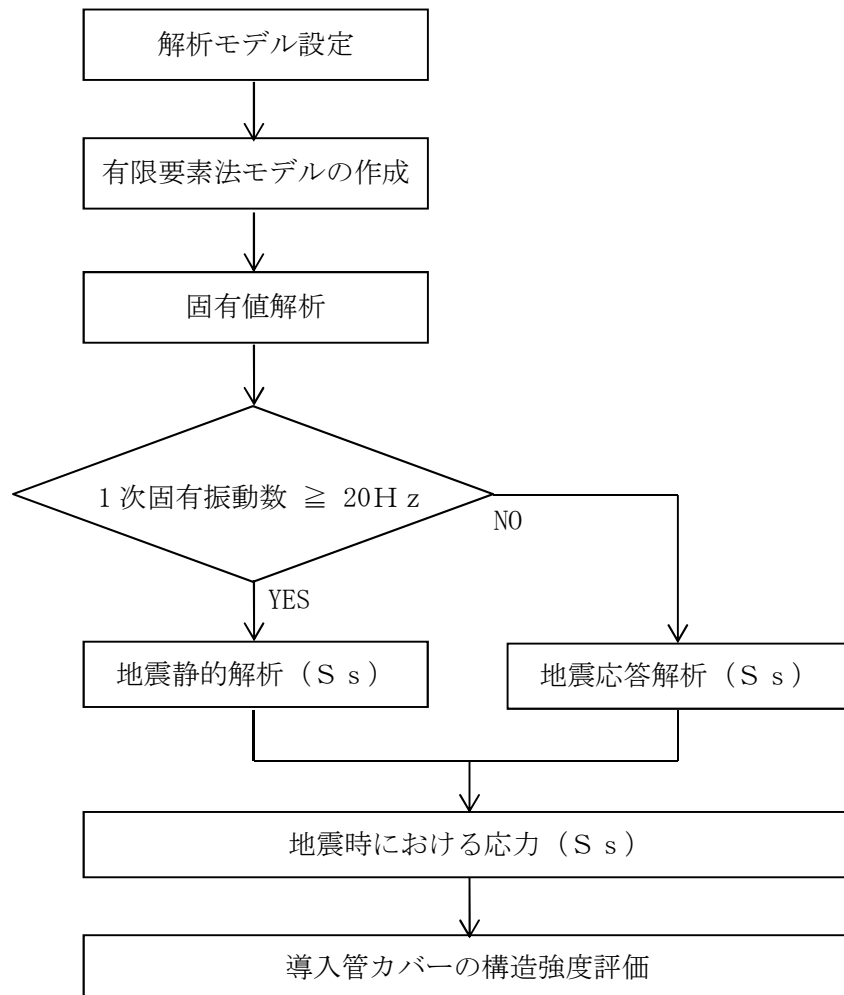 解析モデル設定
有限要素法モデルの作成
固有値解析
1次固有振動数 ≧ 20Ｈｚ
NO
YES
地震静的解析（Ｓｓ）
地震応答解析（Ｓｓ）
地震時における応力（Ｓｓ）
導入管カバーの構造強度評価